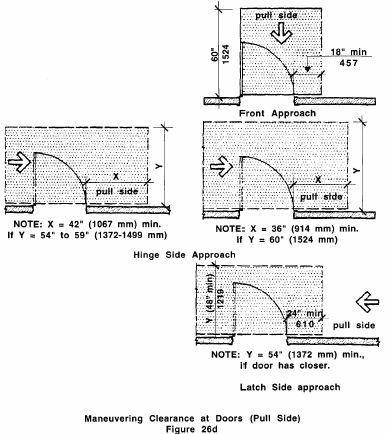 pull side
60"
1524
18" min
457
Front Approach
X
Y
pull side
X
Y
pull side
NOTE: X = 42" (1067 mm) min.
If Y = 54" to 59" (1372-1499 mm)
NOTE: X = 36" (914 mm) min.
If Y = 60" (1524 mm)
Hinge Side Approach
Y (48" min)
1219
24" min
610
pull side
NOTE: Y = 54" (1372 mm) min.,
if door has closer.
Latch Side approach
Maneuvering Clearance at Doors (Pull Side)
Figure 26d